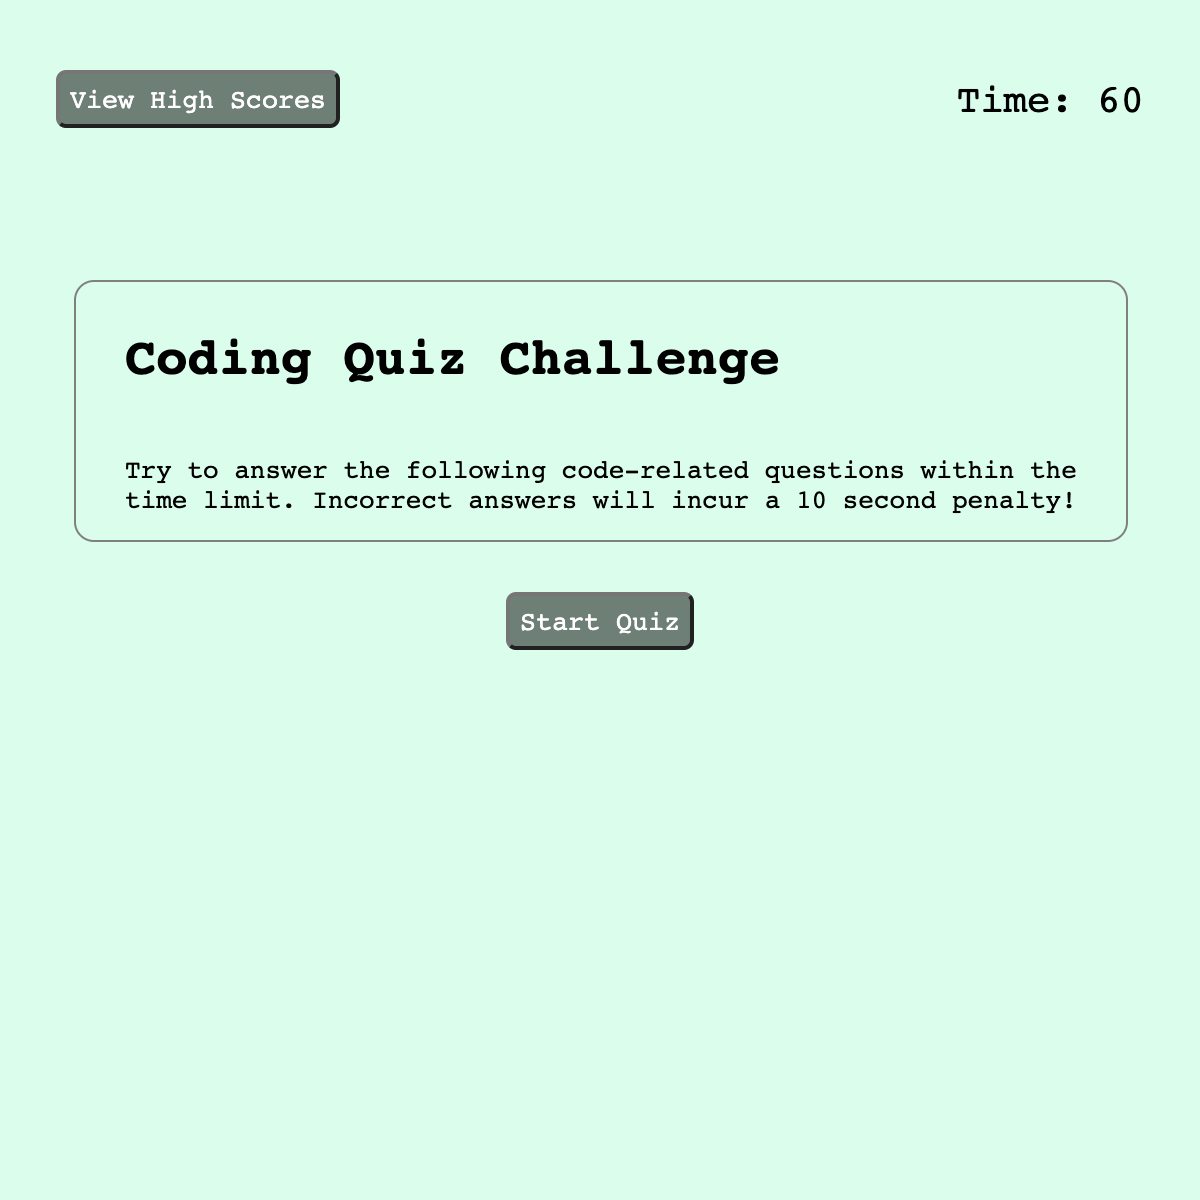 View High Scores
Time: 60
Coding Quiz Challenge
Try to answer the following code-related questions within the
time limit. Incorrect answers will incur a 10 second penalty!
Start Quiz